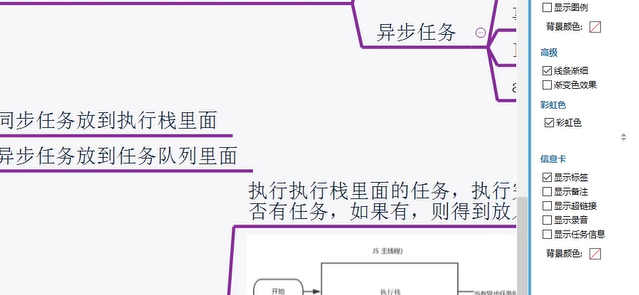 异步任务
同步任务放到执行栈里面
异步任务放到任务队列里面
执行执行栈里面的任务，执行
否有任务，如果有，则得到放
JS 主线程
开始
执行栈
显示图例
背景颜色:
高级
线条渐细
渐变色效果
彩虹色
彩虹色
信息卡
显示标签
显示备注
显示超链接
显示录音
显示任务信息
背景颜色: